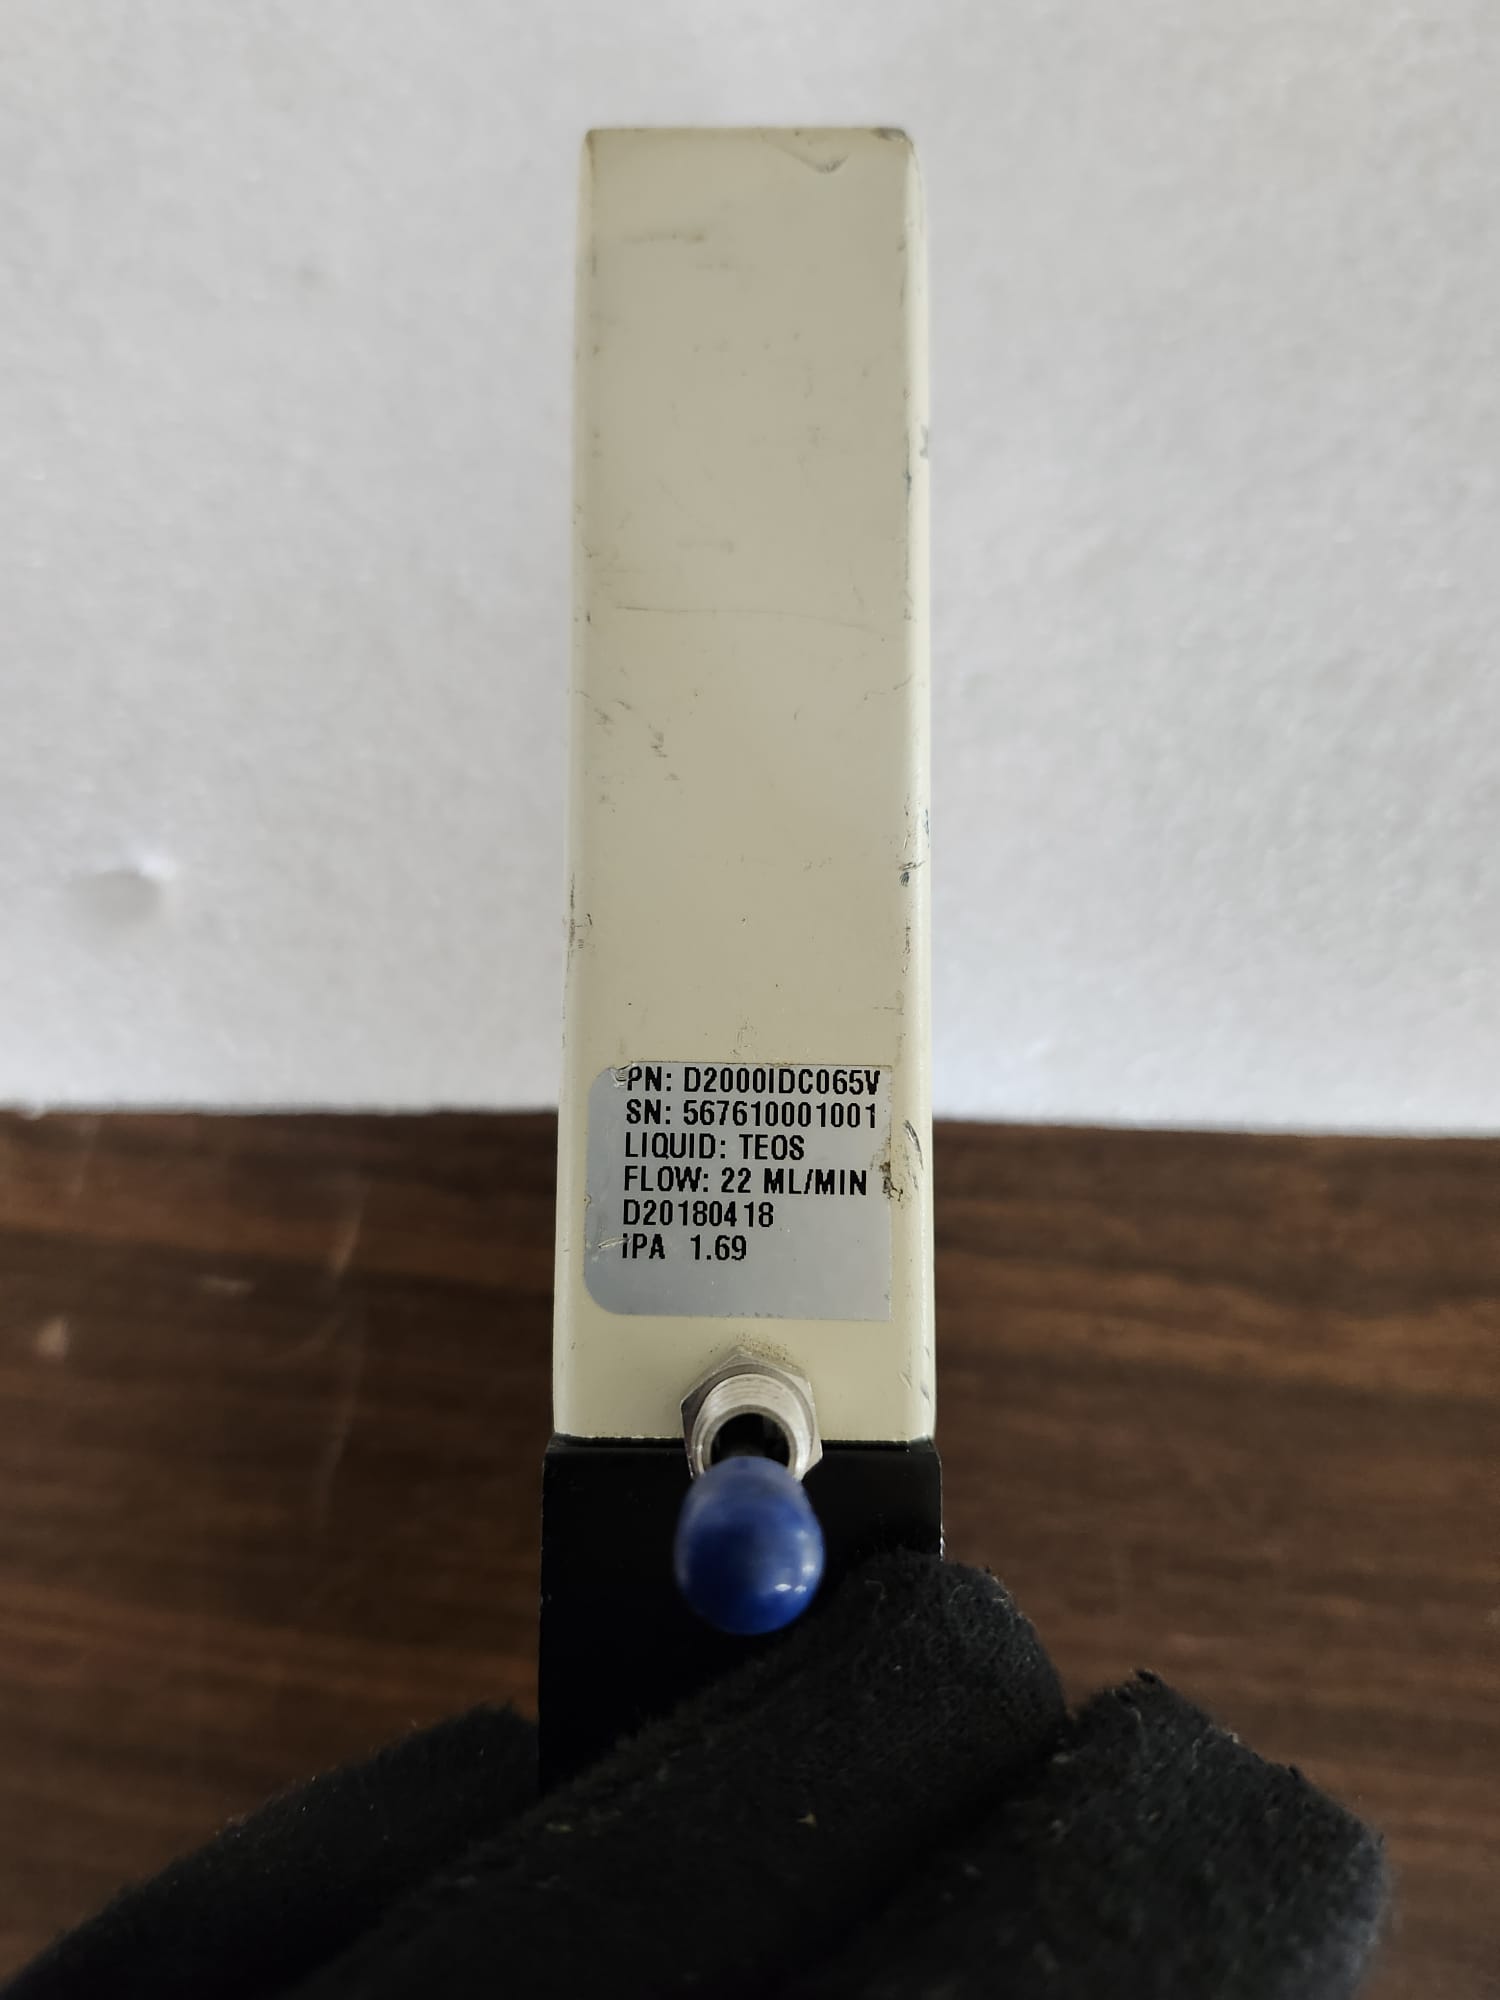 PN: D2000IDC065V
SN: 567610001001
LIQUID: TEOS
FLOW: 22 ML/MIN
D20180418
iPA 1.69